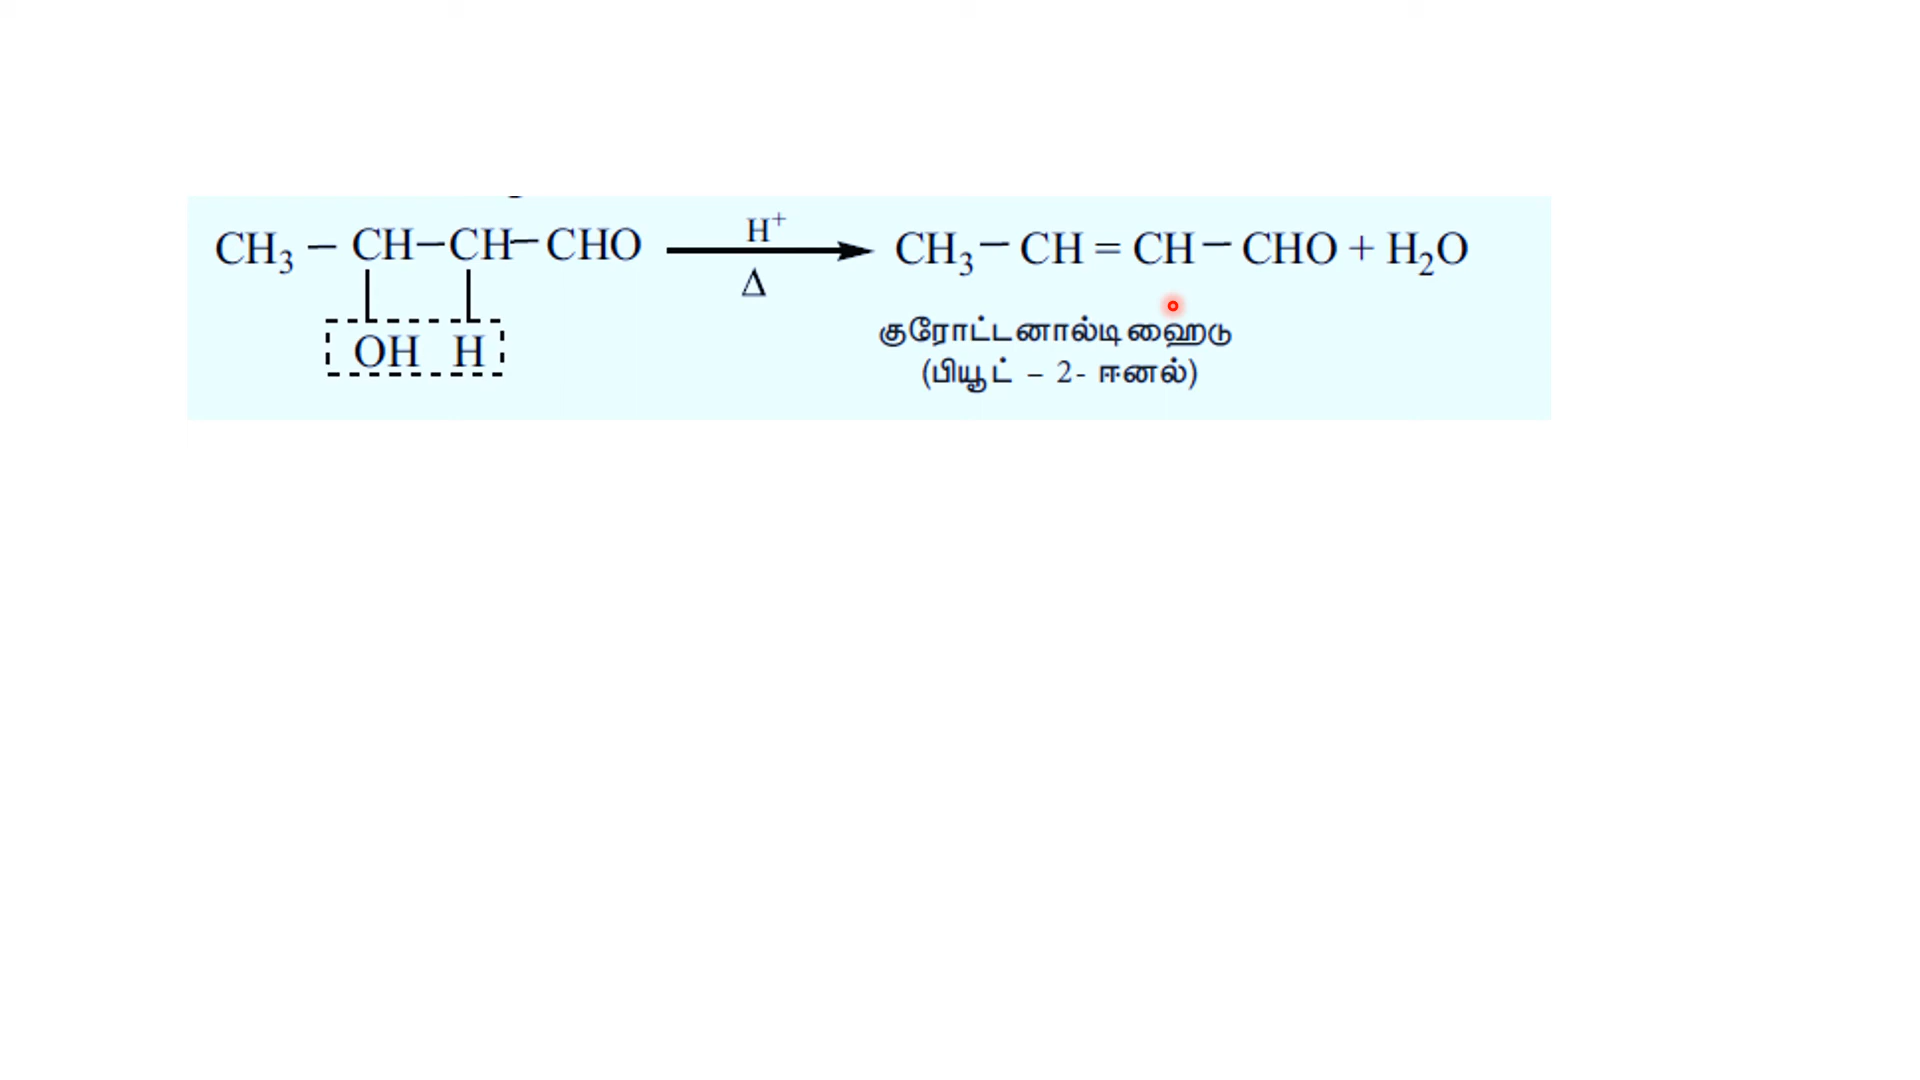 CH₃ – CH–CH–CHO H⁺ Δ CH₃–CH=CH–CHO + H₂O
OH H
குரோட்டனால்டிஹைடு
(பியூட் – 2- ஈனல்)